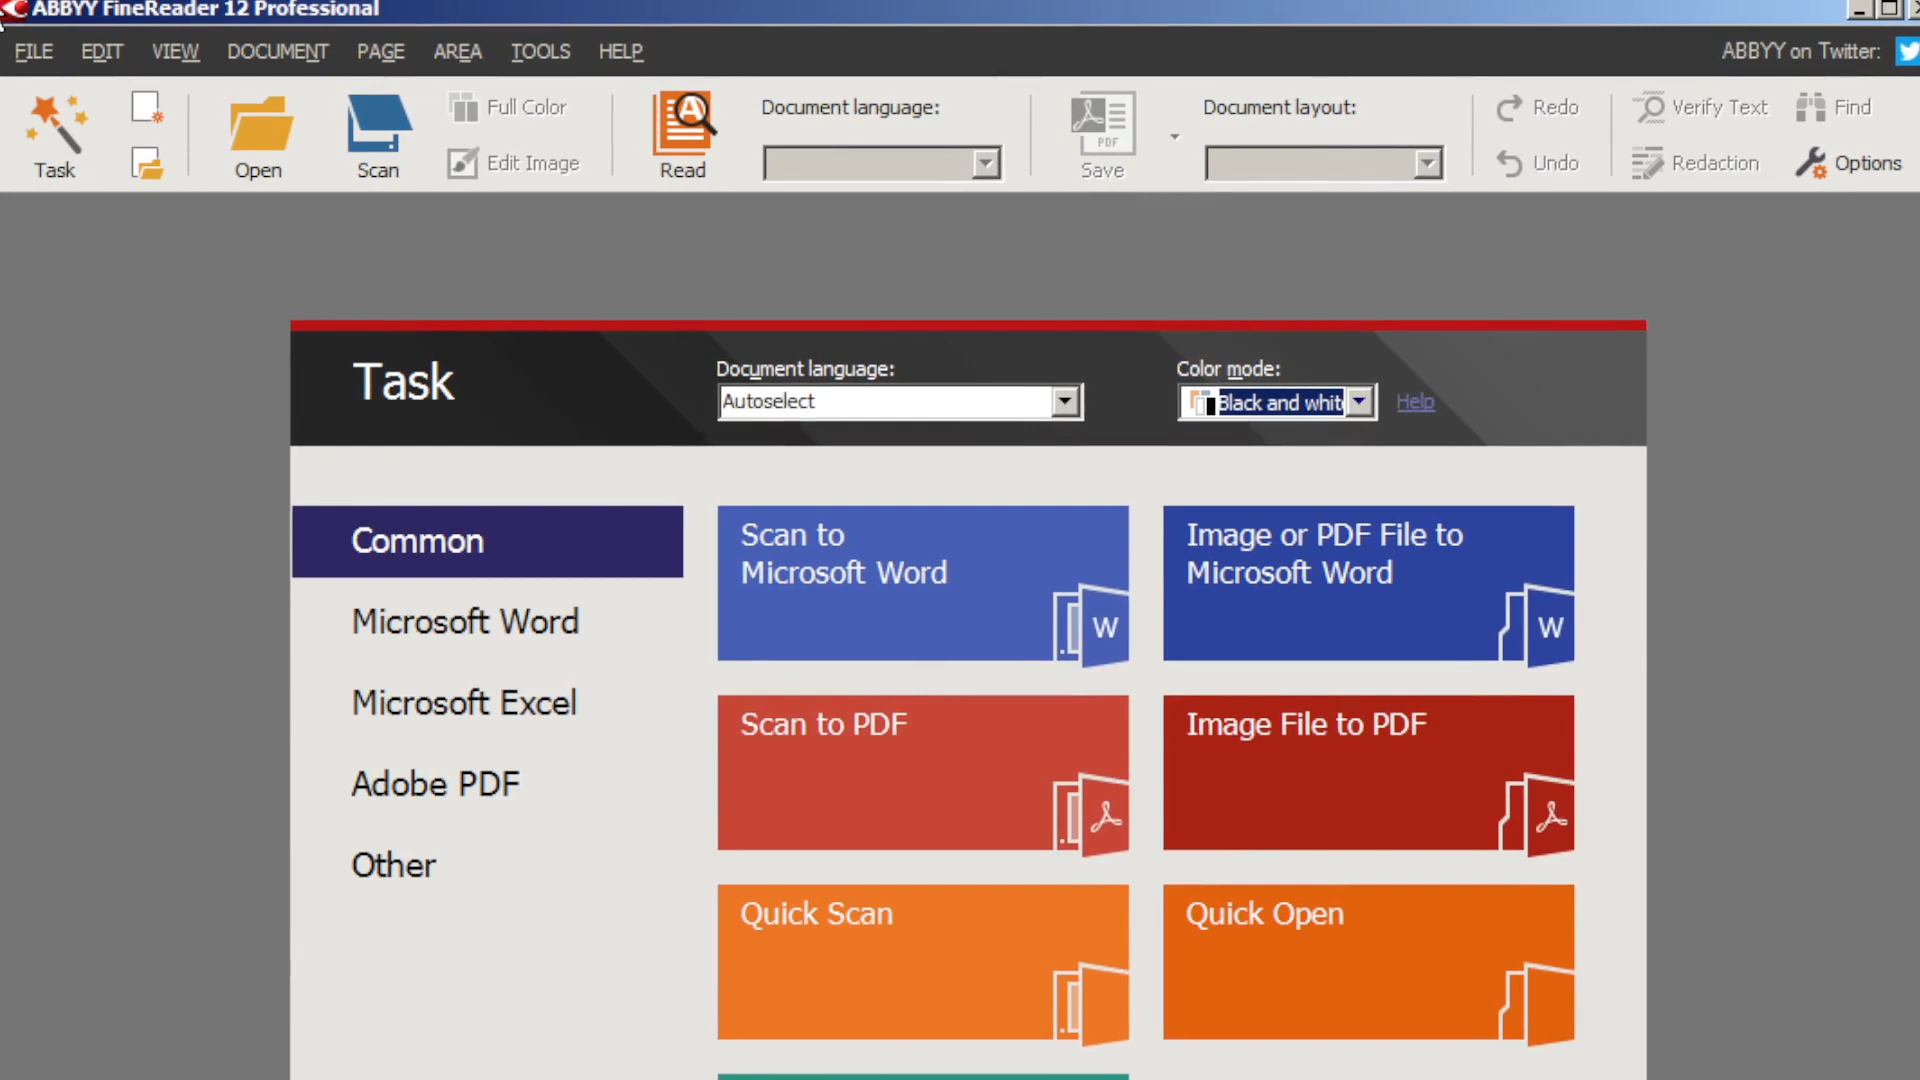 ABBYY FineReader 12 Professional
FILE EDIT VIEW DOCUMENT PAGE AREA TOOLS HELP
ABBYY on Twitter:
Task
Open
Scan
Full Color
Edit Image
Read
Document language:
PDF
Save
Document layout:
Redo
Undo
Verify Text
Redaction
Find
Options
Task
Document language:
Autoselect
Color mode:
Black and whit
Help
Common
Microsoft Word
Microsoft Excel
Adobe PDF
Other
Scan to
Microsoft Word
W
Image or PDF File to
Microsoft Word
W
Scan to PDF
Image File to PDF
Quick Scan
Quick Open